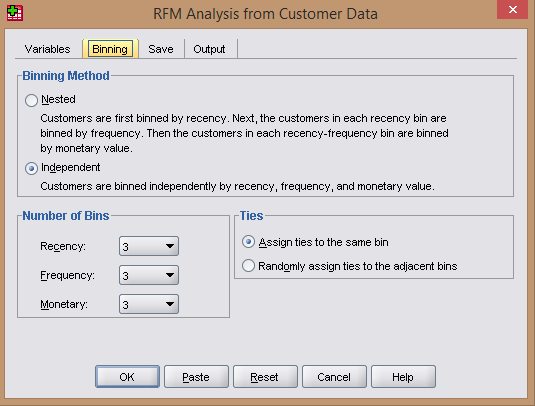 RFM Analysis from Customer Data
Variables Binning Save Output
Binning Method
Nested
Customers are first binned by recency. Next, the customers in each recency bin are
binned by frequency. Then the customers in each recency-frequency bin are binned
by monetary value.
Independent
Customers are binned independently by recency, frequency, and monetary value.
Number of Bins
Recency: 3
Frequency: 3
Monetary: 3
Ties
Assign ties to the same bin
Randomly assign ties to the adjacent bins
OK Paste Reset Cancel Help